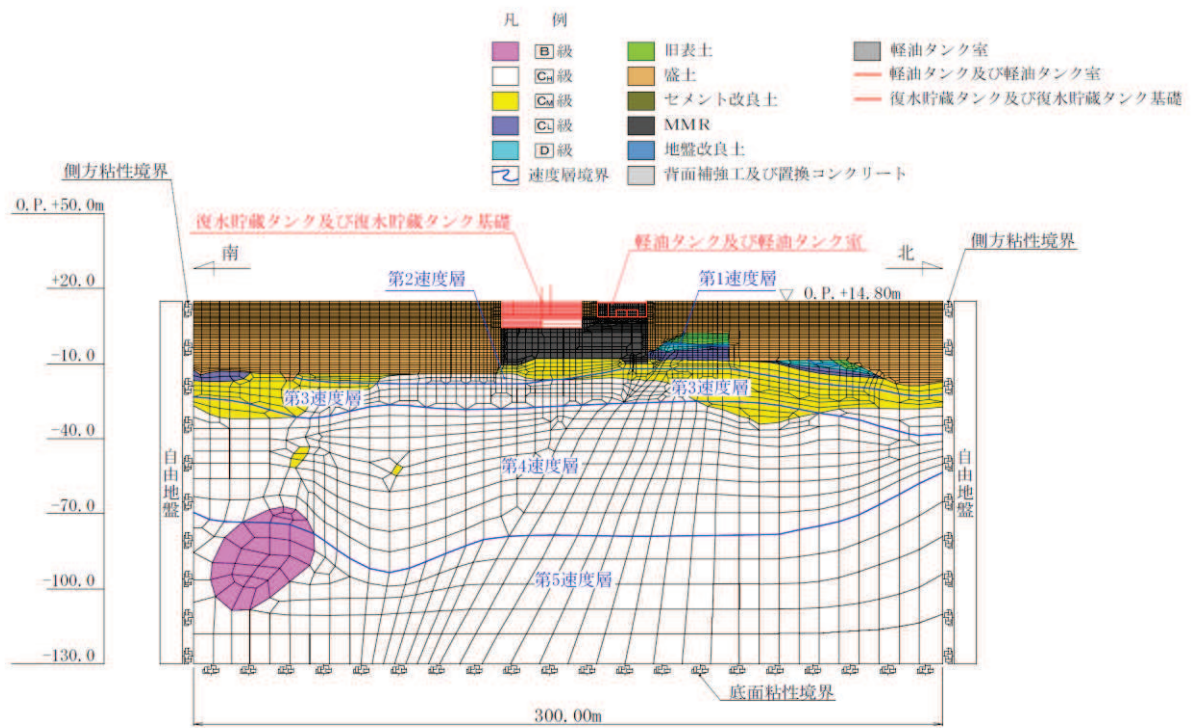 凡 例
B 級
CH 級
CM 級
CL 級
D 級
速度層境界
旧表土
盛土
セメント改良土
MMR
地盤改良土
背面補強工及び置換コンクリート
軽油タンク室
軽油タンク及び軽油タンク室
復水貯蔵タンク及び復水貯蔵タンク基礎
側方粘性境界
O.P.+50.0m
復水貯蔵タンク及び復水貯蔵タンク基礎
軽油タンク及び軽油タンク室
側方粘性境界
南
北
+20.0
第2速度層
第1速度層
O.P.+14.80m
-10.0
第3速度層
第3速度層
-40.0
自由地盤
第4速度層
自由地盤
-70.0
第5速度層
-100.0
-130.0
底面粘性境界
300.00m